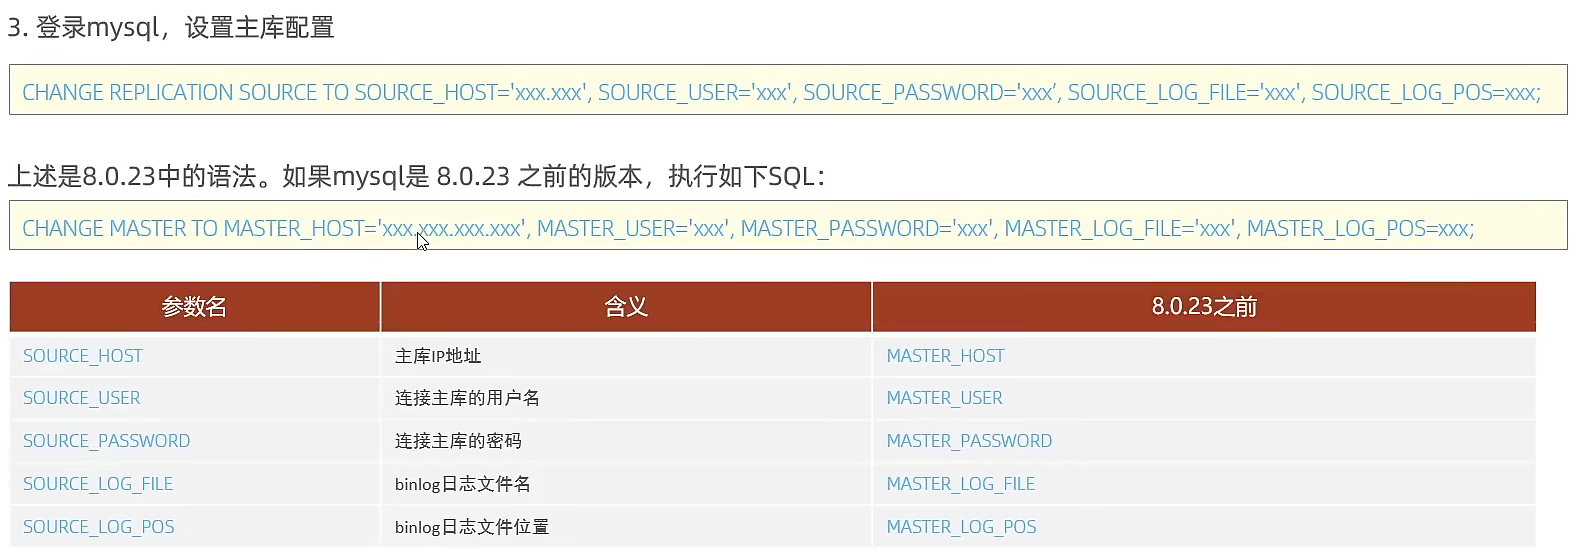 3. 登录mysql，设置主库配置
CHANGE REPLICATION SOURCE TO SOURCE_HOST='xxx.xxx', SOURCE_USER='xxx', SOURCE_PASSWORD='xxx’, SOURCE_LOG_FILE='xxx', SOURCE_LOG_POS=xxx;
上述是8.0.23中的语法。如果mysql是 8.0.23 之前的版本，执行如下SQL：
CHANGE MASTER TO MASTER_HOST='xxx.xxx.xxx.xxx', MASTER_USER='xxx', MASTER_PASSWORD='xxx', MASTER_LOG_FILE='xxx', MASTER_LOG_POS=xxx;
参数名 含义 8.0.23之前
SOURCE_HOST 主库IP地址 MASTER_HOST
SOURCE_USER 连接主库的用户名 MASTER_USER
SOURCE_PASSWORD 连接主库的密码 MASTER_PASSWORD
SOURCE_LOG_FILE binlog日志文件名 MASTER_LOG_FILE
SOURCE_LOG_POS binlog日志文件位置 MASTER_LOG_POS